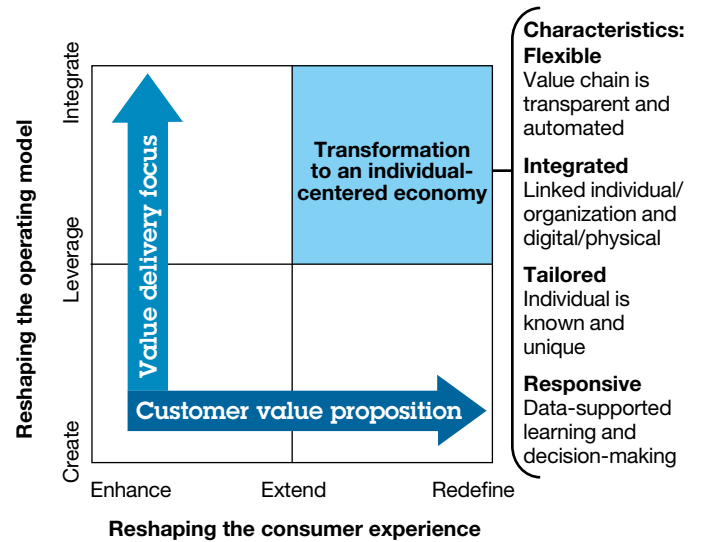 Reshaping the operating model
Integrate
Leverage
Create
Value delivery focus
Customer value proposition
Transformation
to an individual-
centered economy
Enhance
Extend
Redefine
Reshaping the consumer experience
Characteristics:
Flexible
Value chain is
transparent and
automated
Integrated
Linked individual/
organization and
digital/physical
Tailored
Individual is
known and
unique
Responsive
Data-supported
learning and
decision-making